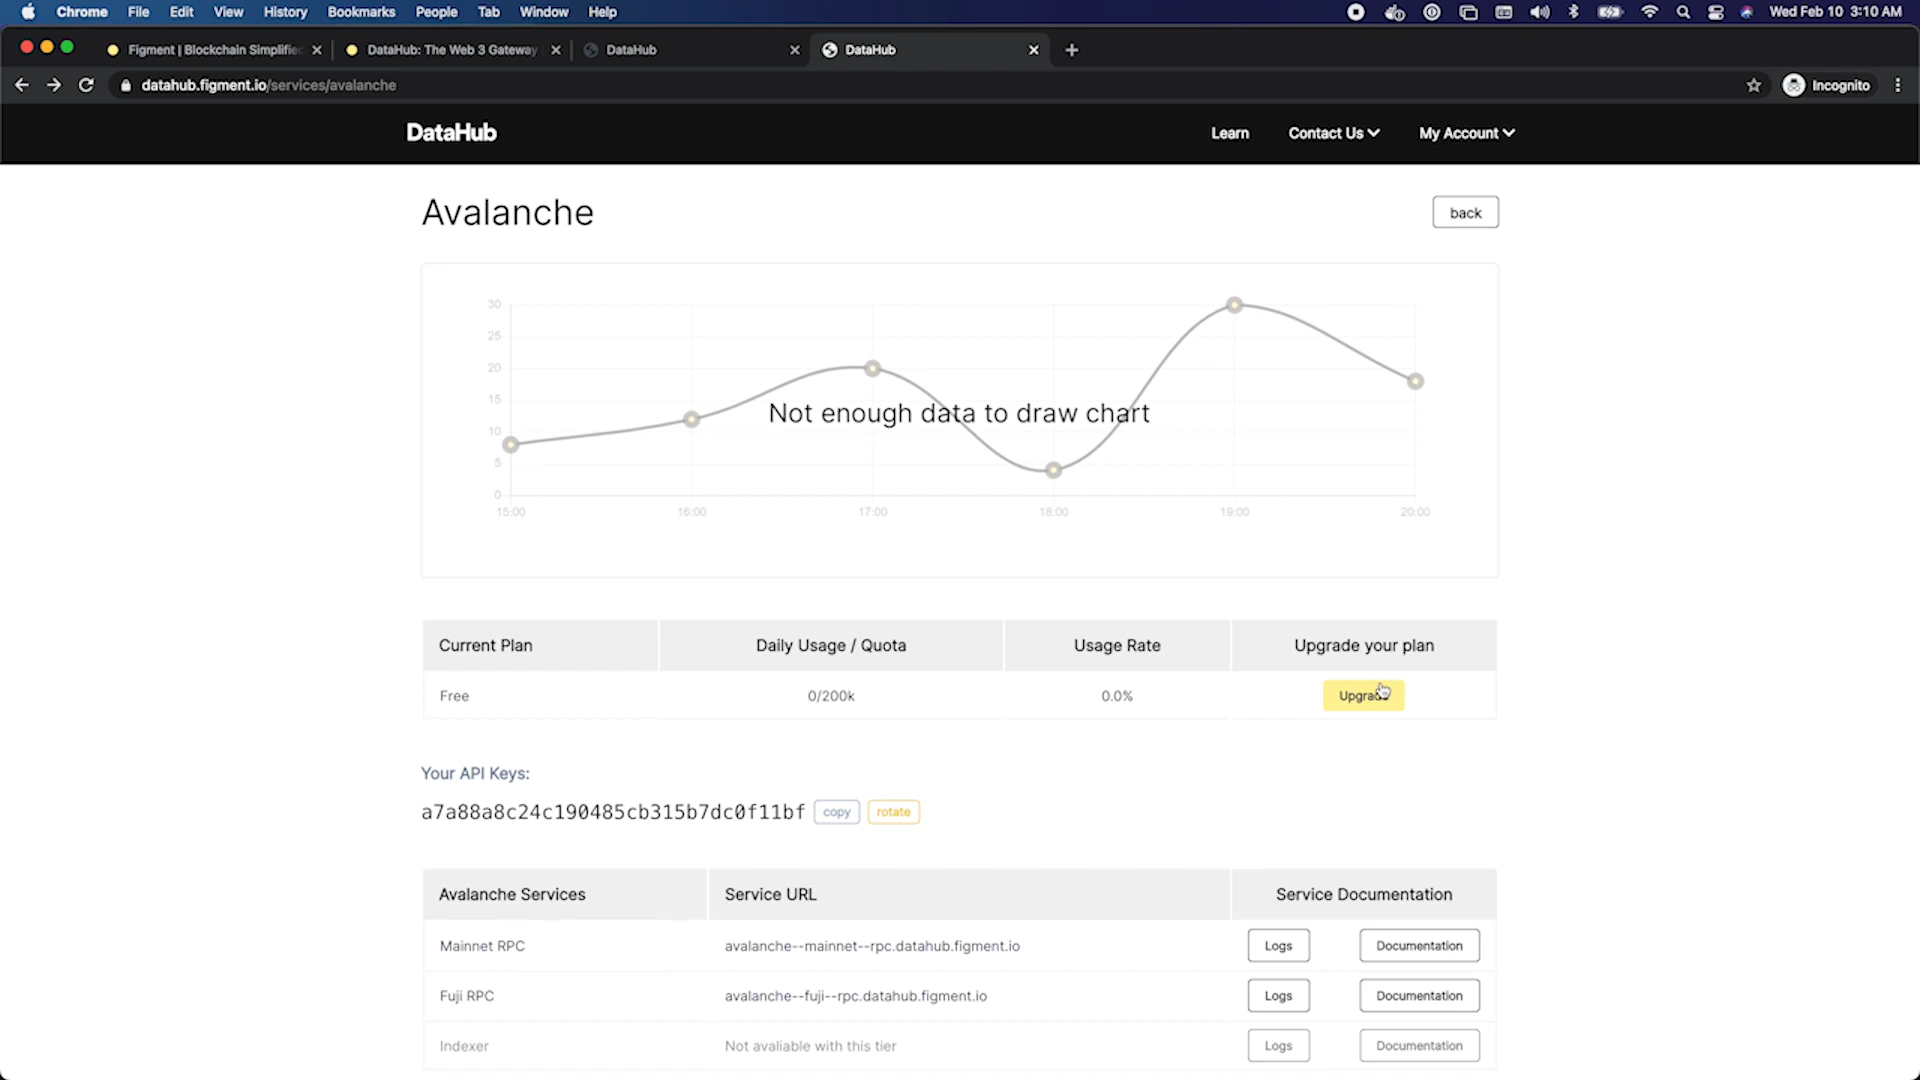 Chrome File Edit View History Bookmarks People Tab Window Help Wed Feb 10 3:10 AM
Figment | Blockchain Simplifie DataHub: The Web 3 Gateway DataHub DataHub
datahub.figment.io/services/avalanche Incognito
DataHub Learn Contact Us My Account
Avalanche back
30
25
20
15
10
5
0
Not enough data to draw chart
15:00 16:00 17:00 18:00 19:00 20:00
Current Plan Daily Usage / Quota Usage Rate Upgrade your plan
Free 0/200k 0.0% Upgrade
Your API Keys:
a7a88a8c24c190485cb315b7dc0f11bf copy rotate
Avalanche Services Service URL Service Documentation
Mainnet RPC avalanche--mainnet--rpc.datahub.figment.io Logs Documentation
Fuji RPC avalanche--fuji--rpc.datahub.figment.io Logs Documentation
Indexer Not avaliable with this tier Logs Documentation